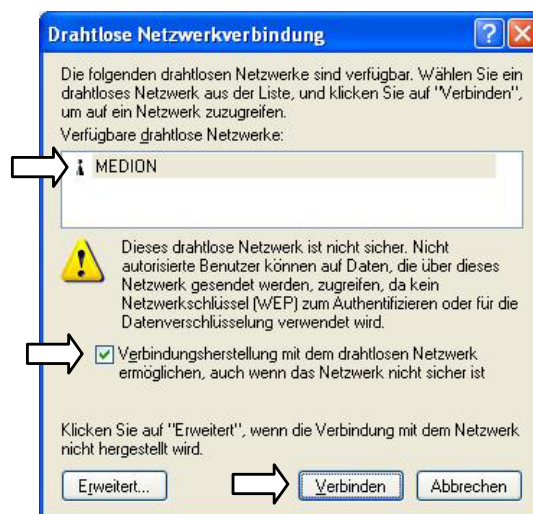 Drahtlose Netzwerkverbindung
Die folgenden drahtlosen Netzwerke sind verfügbar. Wählen Sie ein
drahtloses Netzwerk aus der Liste, und klicken Sie auf "Verbinden",
um auf ein Netzwerk zuzugreifen.
Verfügbare drahtlose Netzwerke:
MEDION
Dieses drahtlose Netzwerk ist nicht sicher. Nicht
autorisierte Benutzer können auf Daten, die über dieses
Netzwerk gesendet werden, zugreifen, da kein
Netzwerkschlüssel (WEP) zum Authentifizieren oder für die
Datenverschlüsselung verwendet wird.
Verbindungsherstellung mit dem drahtlosen Netzwerk
ermöglichen, auch wenn das Netzwerk nicht sicher ist
Klicken Sie auf "Erweitert", wenn die Verbindung mit dem Netzwerk
nicht hergestellt wird.
Erweitert... Verbinden Abbrechen